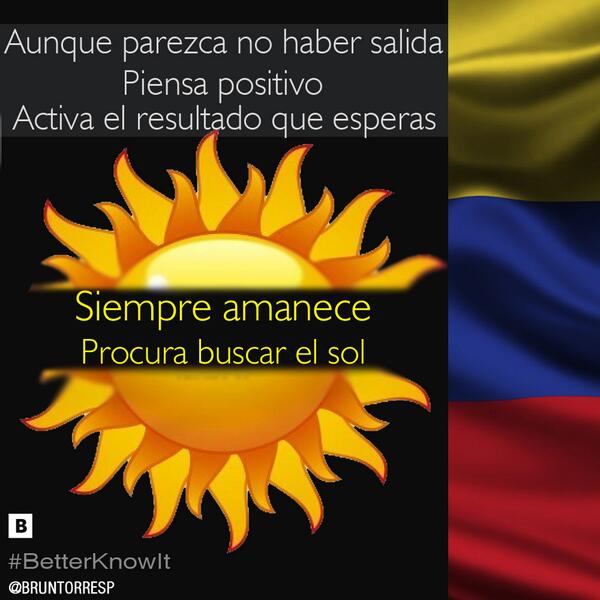 Aunque parezca no haber salida
Piensa positivo
Activa el resultado que esperas
Siempre amanece
Procura buscar el sol
B
#BetterKnowIt
@BRUNTORRESP